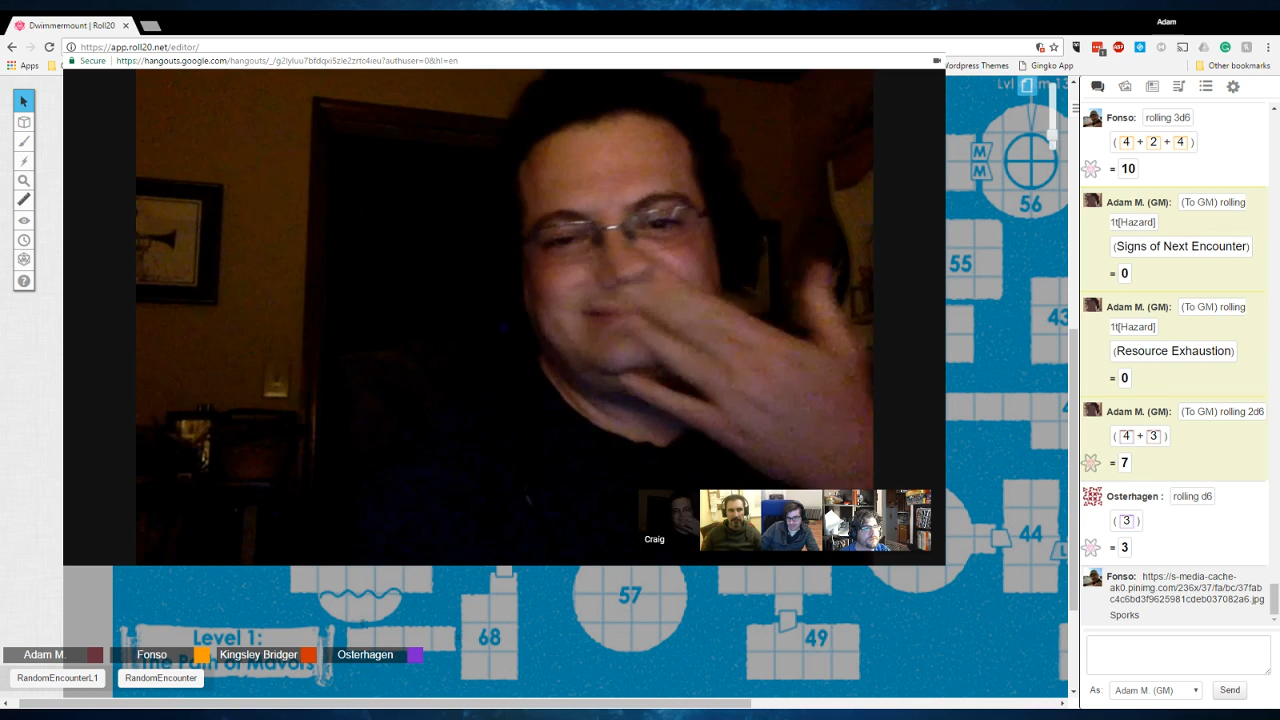 Adam
Dwimmermount | Roll20
https://app.roll20.net/editor/
Apps
Wordpress Themes
Gingko App
Other bookmarks
Secure
https://hangouts.google.com/hangouts/_/g2lyluu7bfdqxi5zle2zrtc4ieu?authuser=0&hl=en
Fonso: rolling 3d6
( 4 + 2 + 4 )
= 10
Adam M. (GM): (To GM) rolling
1t[Hazard]
(Signs of Next Encounter)
= 0
Adam M. (GM): (To GM) rolling
1t[Hazard]
(Resource Exhaustion)
= 0
Adam M. (GM): (To GM) rolling 2d6
( 4 + 3 )
= 7
Osterhagen : rolling d6
( 3 )
= 3
Fonso: https://s-media-cache-
ak0.pinimg.com/236x/37/fa/bc/37fab
c4c6bd3f9625981cdeb037082a6.jpg
Sporks
As: Adam M. (GM)
Send
M
M
56
55
43
44
57
68
49
Craig
Level 1:
The Path of Mavors
Adam M.
Fonso
Kingsley Bridger
Osterhagen
RandomEncounterL1
RandomEncounter